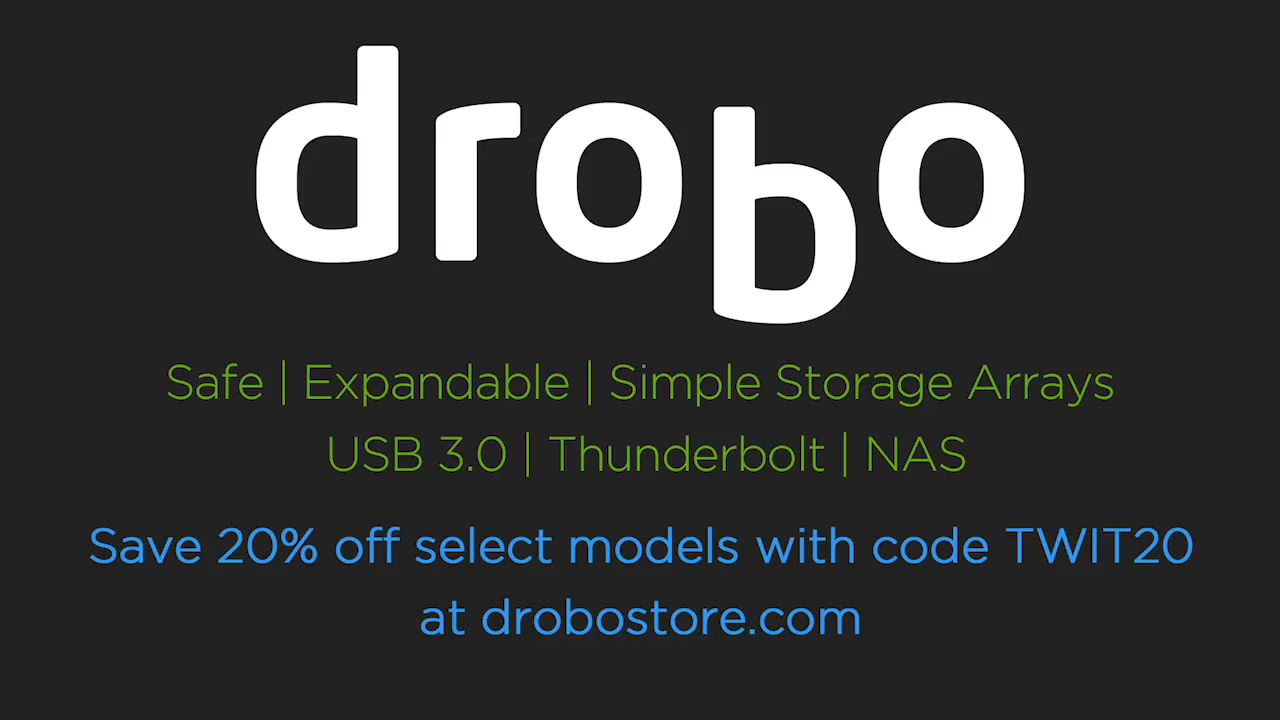 drobo
Safe | Expandable | Simple Storage Arrays
USB 3.0 | Thunderbolt | NAS
Save 20% off select models with code TWIT20
at drobostore.com